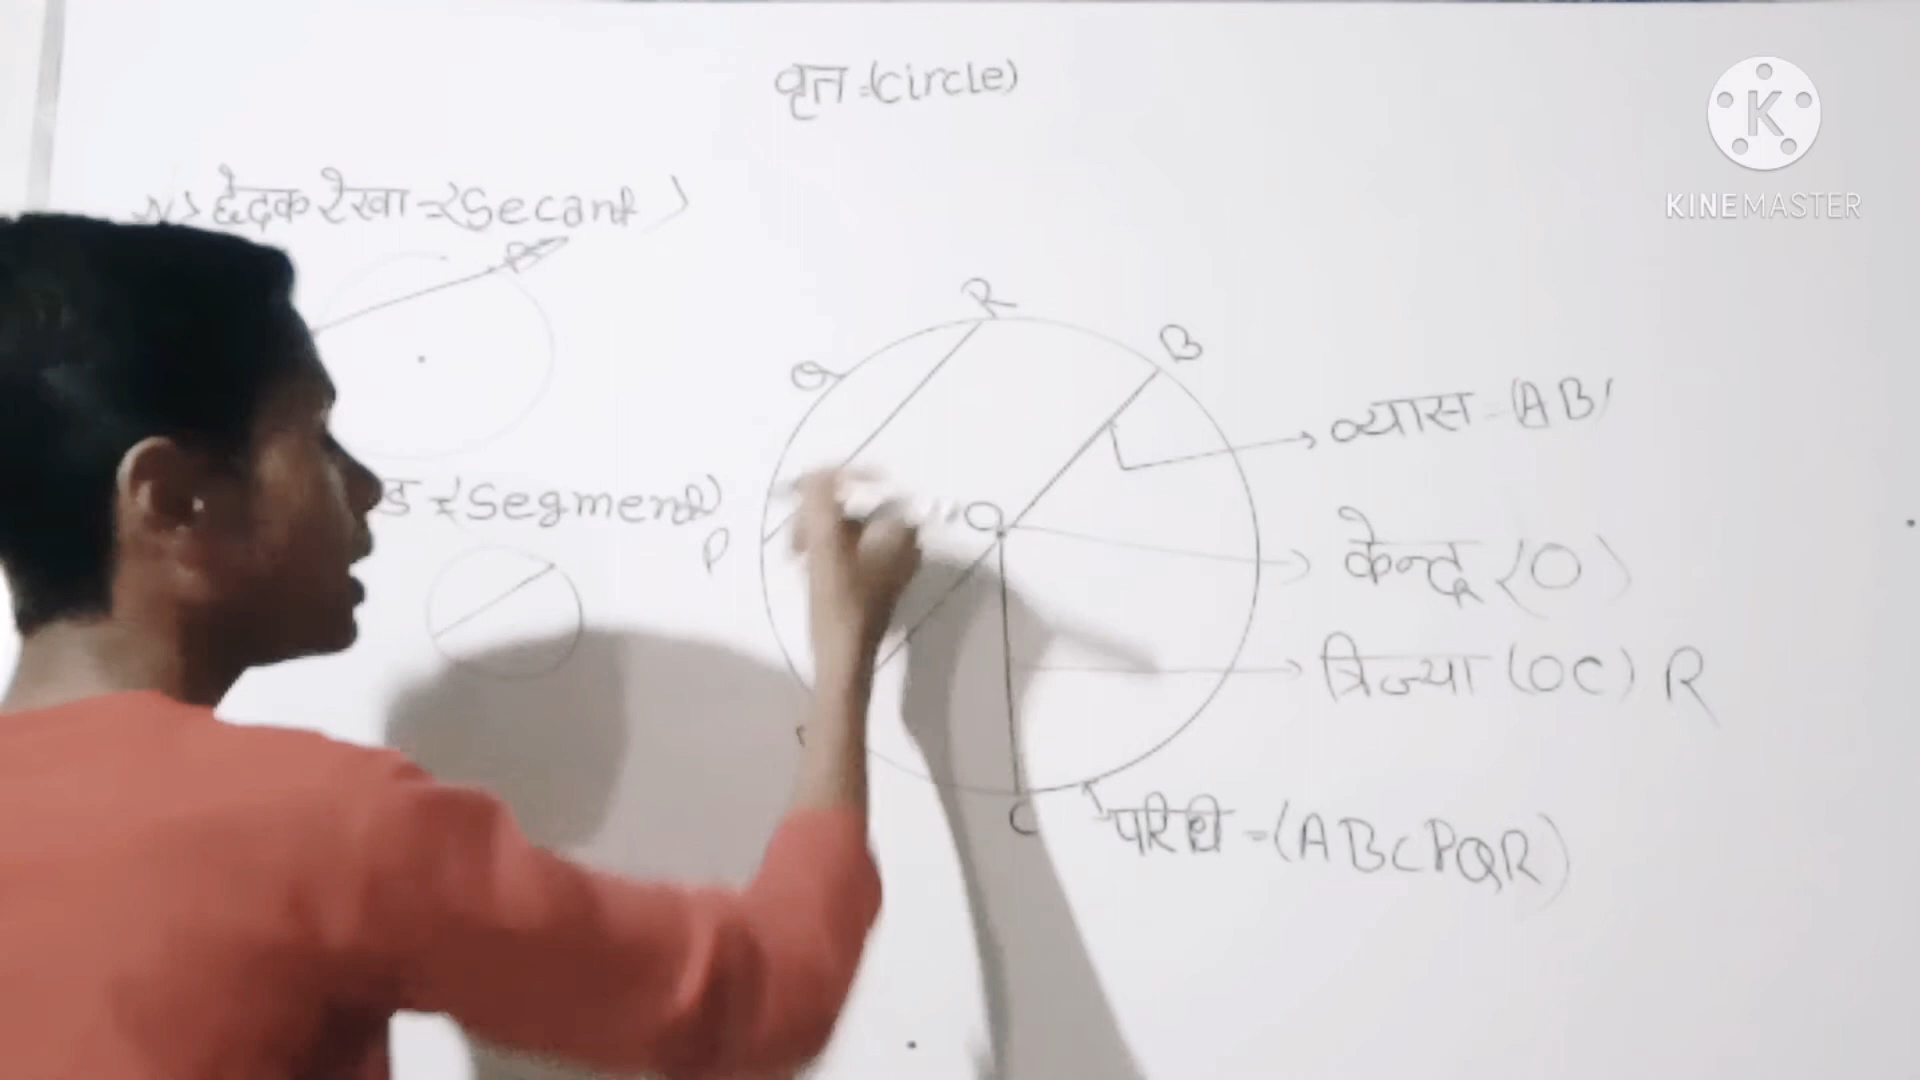 वृत=(circle)
छेदक रेखा=(Secant)
B
ड=(Segment)
R
B
Q
P
O
C
व्यास=(AB)
केन्द्र(O)
त्रिज्या(OC) R
परिधि=(ABCPQR)
K
KINEMASTER